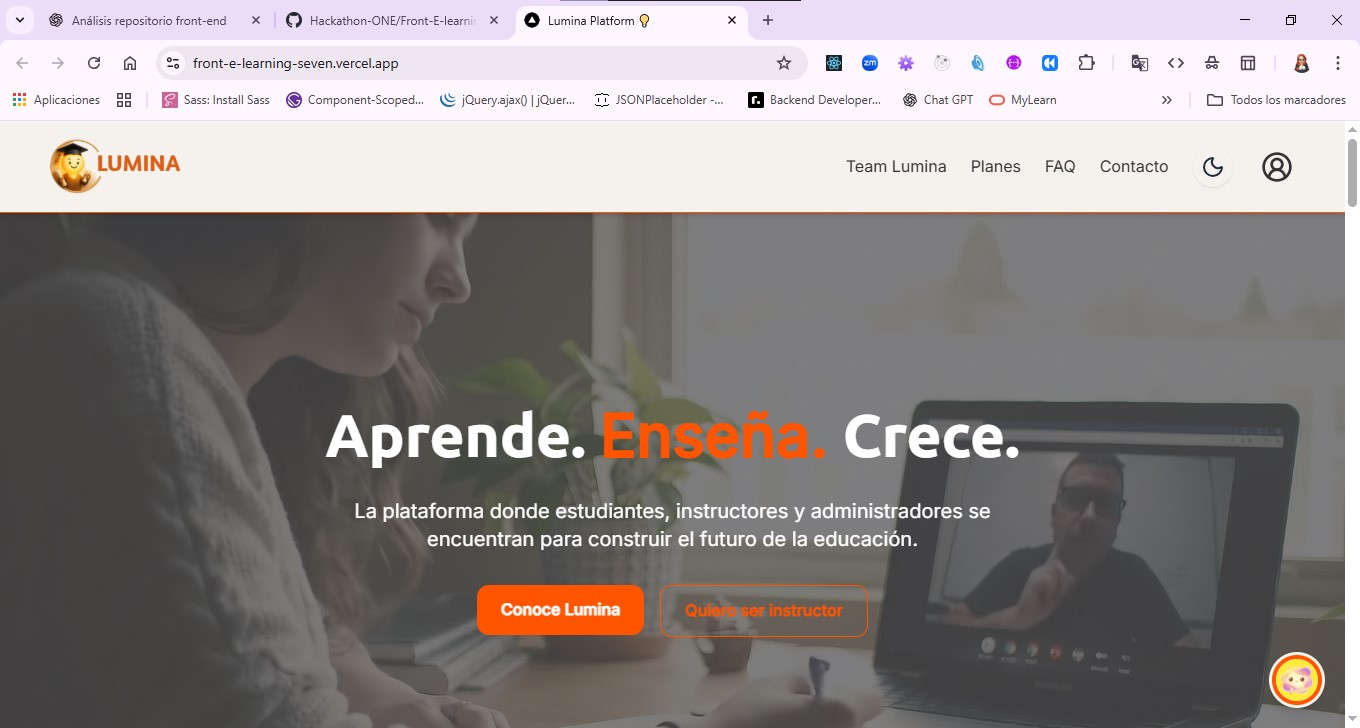 Análisis repositorio front-end
Hackathon-ONE/Front-E-learni
Lumina Platform
front-e-learning-seven.vercel.app
zm
Aplicaciones
Sass: Install Sass
Component-Scoped...
jQuery.ajax() | jQuer...
JSONPlaceholder -...
r.
Backend Developer...
Chat GPT
MyLearn
Todos los marcadores
LUMINA
Team Lumina
Planes
FAQ
Contacto
Aprende. Enseña. Crece.
La plataforma donde estudiantes, instructores y administradores se
encuentran para construir el futuro de la educación.
Conoce Lumina
Quiero ser instructor